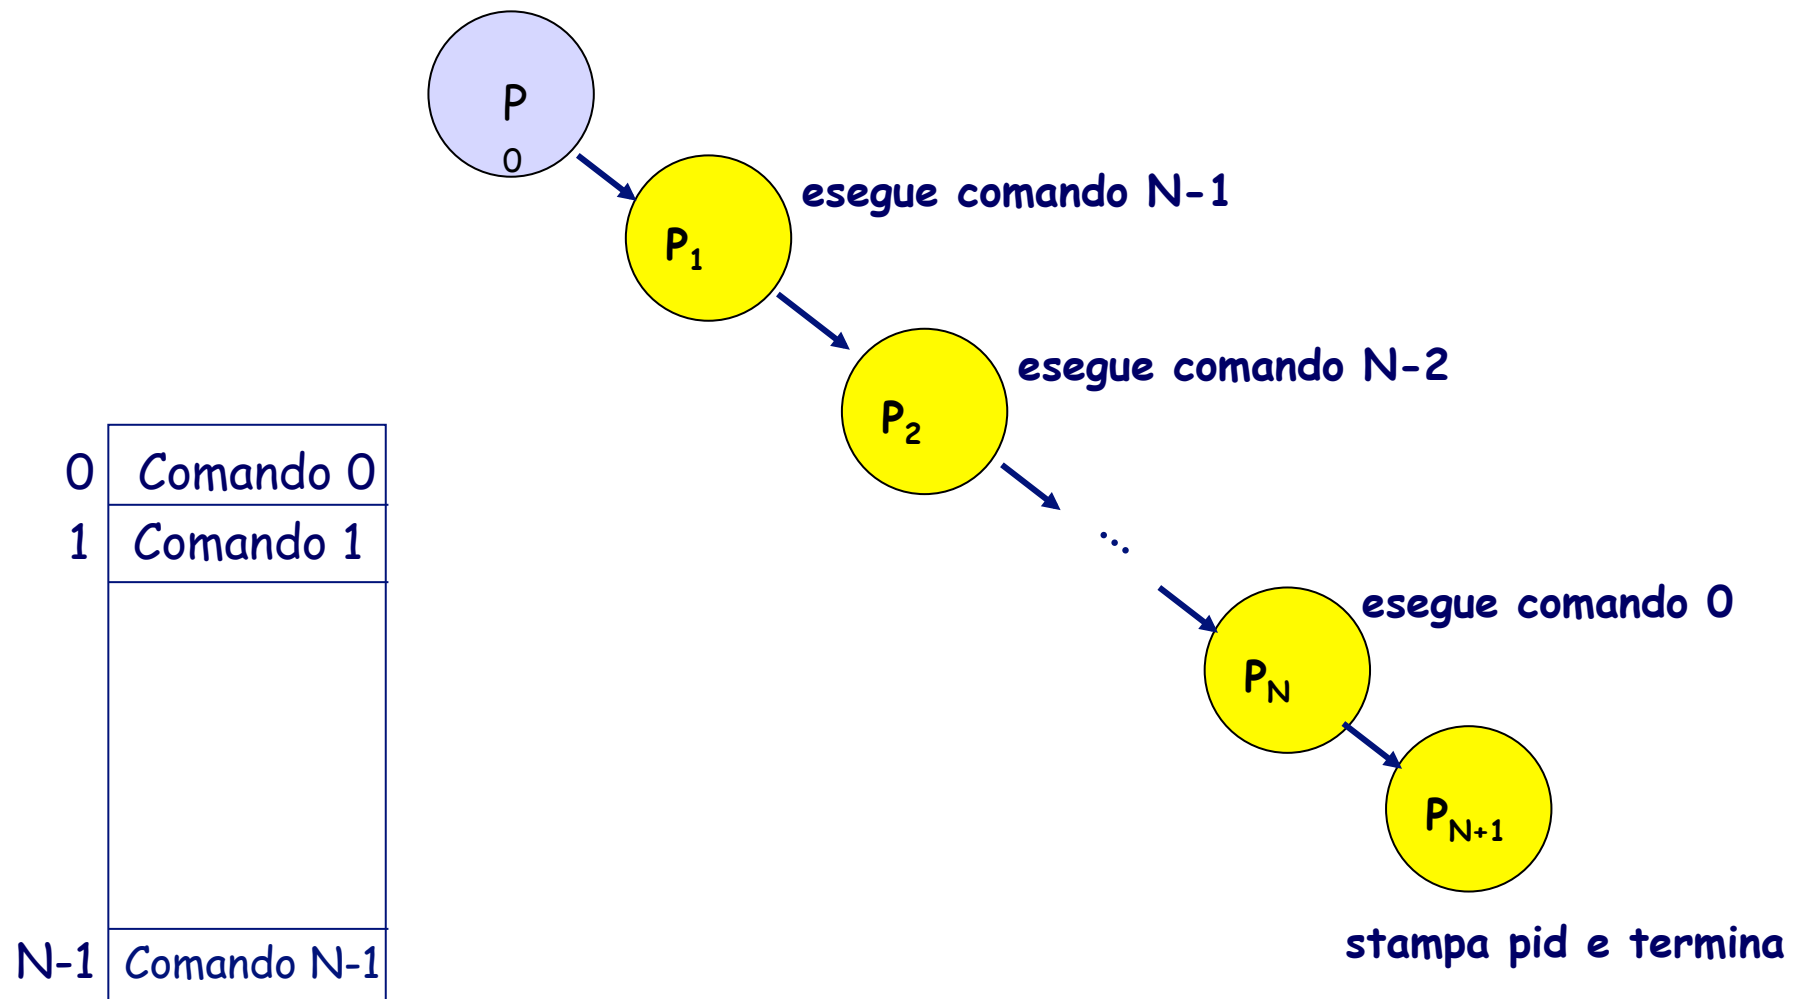 P
0
esegue comando N-1
P1
esegue comando N-2
P2
0 Comando 0
1 Comando 1
...
esegue comando 0
PN
PN+1
stampa pid e termina
N-1 Comando N-1